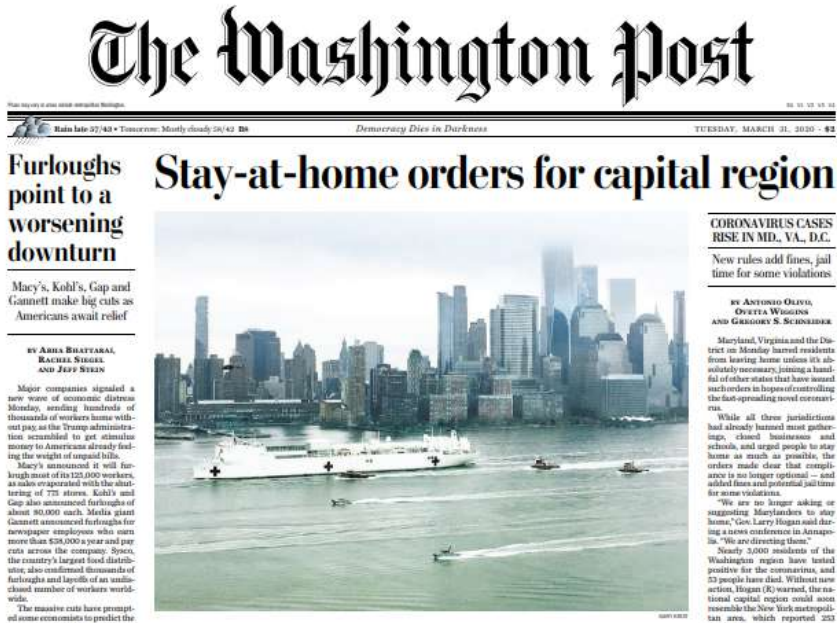 The Washington Post
Prices may vary in areas outside metropolitan Washington.
Rain late 57/43 • Tomorrow: Mostly cloudy 58/42 B8
Democracy Dies in Darkness
TUESDAY, MARCH 31, 2020 · $2
Furloughs
point to a
worsening
downturn
Macy's, Kohl's, Gap and
Gannett make big cuts as
Americans await relief
BY ABHA BHATTARAI,
RACHEL SIEGEL
AND JEFF STEIN
Major companies signaled a
new wave of economic distress
Monday, sending hundreds of
thousands of workers home with-
out pay, as the Trump administra-
tion scrambled to get stimulus
money to Americans already feel-
ing the weight of unpaid bills.
Macy's announced it will fur-
lough most of its 125,000 workers,
as sales evaporated with the shut-
tering of 775 stores. Kohl's and
Gap also announced furloughs of
about 80,000 each. Media giant
Gannett announced furloughs for
newspaper employees who earn
more than $38,000 a year and pay
cuts across the company. Sysco,
the country's largest food distrib-
utor, also confirmed thousands of
furloughs and layoffs of an undis-
closed number of workers world-
wide.
The massive cuts have prompt-
ed some economists to predict the
Stay-at-home orders for capital region
CORONAVIRUS CASES
RISE IN MD., VA., D.C.
New rules add fines, jail
time for some violations
BY ANTONIO OLIVO,
OVETTA WIGGINS
AND GREGORY S. SCHNEIDER
Maryland, Virginia and the Dis-
trict on Monday barred residents
from leaving home unless it's ab-
solutely necessary, joining a hand-
ful of other states that have issued
such orders in hopes of controlling
the fast-spreading novel coronavi-
rus.
While all three jurisdictions
had already banned most gather-
ings, closed businesses and
schools, and urged people to stay
home as much as possible, the
orders made clear that compli-
ance is no longer optional — and
added fines and potential jail time
for some violations.
"We are no longer asking or
suggesting Marylanders to stay
home," Gov. Larry Hogan said dur-
ing a news conference in Annapo-
lis. "We are directing them."
Nearly 3,000 residents of the
Washington region have tested
positive for the coronavirus, and
53 people have died. Without new
action, Hogan (R) warned, the na-
tional capital region could soon
resemble the New York metropoli-
tan area, which reported 253